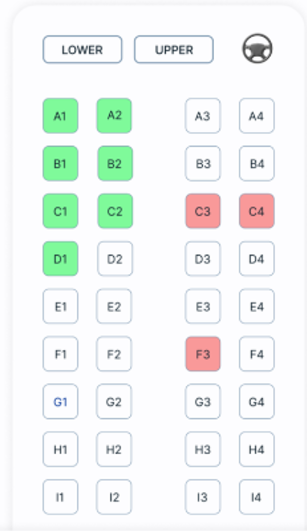 LOWER UPPER
A1 A2 A3 A4
B1 B2 B3 B4
C1 C2 C3 C4
D1 D2 D3 D4
E1 E2 E3 E4
F1 F2 F3 F4
G1 G2 G3 G4
H1 H2 H3 H4
I1 I2 I3 I4